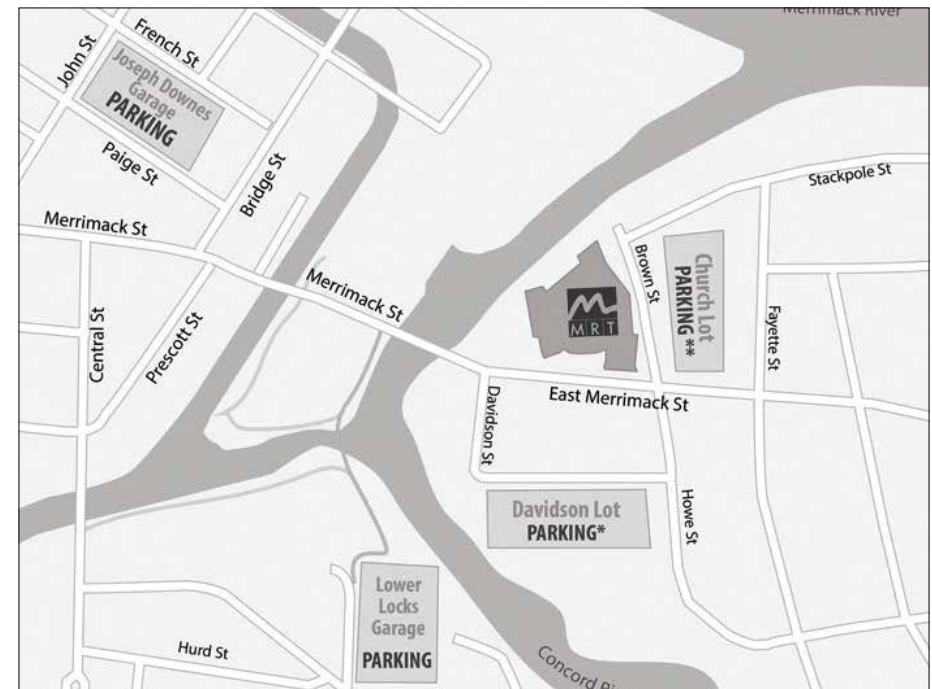 Merrimack River
French St
John St
Joseph Downes
Garage
PARKING
Paige St
Bridge St
Stackpole St
Merrimack St
Merrimack St
Brown St
Church Lot
PARKING **
MRT
Fayette St
Central St
Prescott St
East Merrimack St
Davidson St
Davidson Lot
PARKING*
Howe St
Lower
Locks
Garage
PARKING
Hurd St
Concord